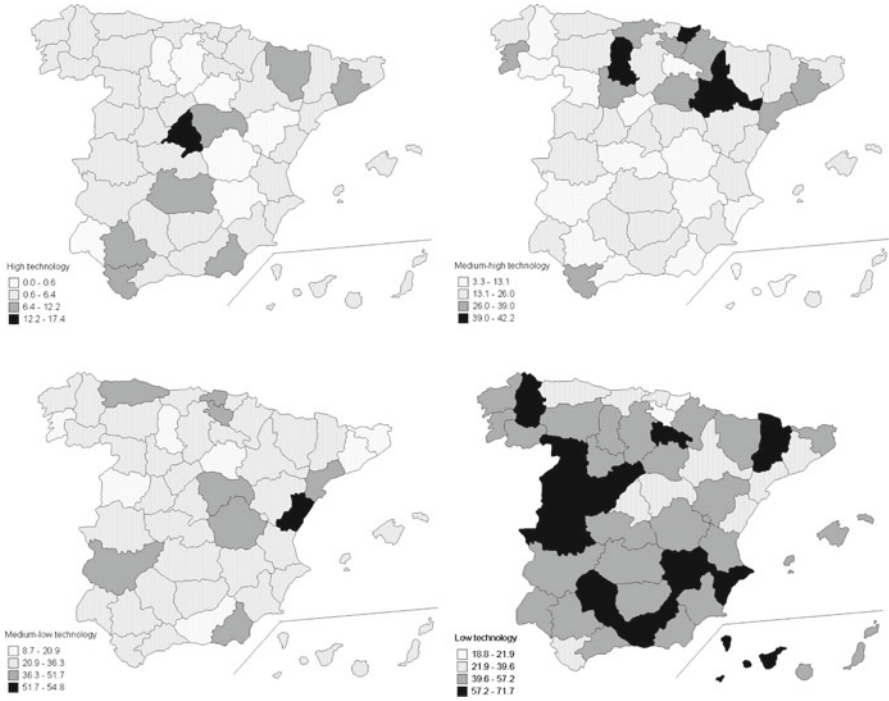 High technology
0.0 - 0.6
0.6 - 6.4
6.4 - 12.2
12.2 - 17.4
Medium-high technology
3.3 - 13.1
13.1 - 26.0
26.0 - 39.0
39.0 - 42.2
Medium-low technology
8.7 - 20.9
20.9 - 36.3
36.3 - 51.7
51.7 - 54.8
Low technology
18.8 - 21.9
21.9 - 39.6
39.6 - 57.2
57.2 - 71.7